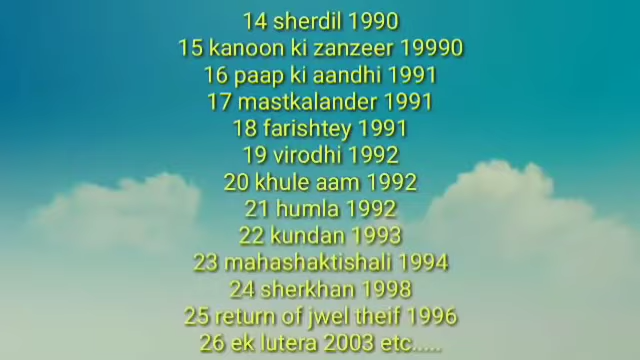 14 sherdil 1990
15 kanoon ki zanzeer 19990
16 paap ki aandhi 1991
17 mastkalander 1991
18 farishtey 1991
19 virodhi 1992
20 khule aam 1992
21 humla 1992
22 kundan 1993
23 mahashaktishali 1994
24 sherkhan 1998
25 return of jwel theif 1996
26 ek lutera 2003 etc.....